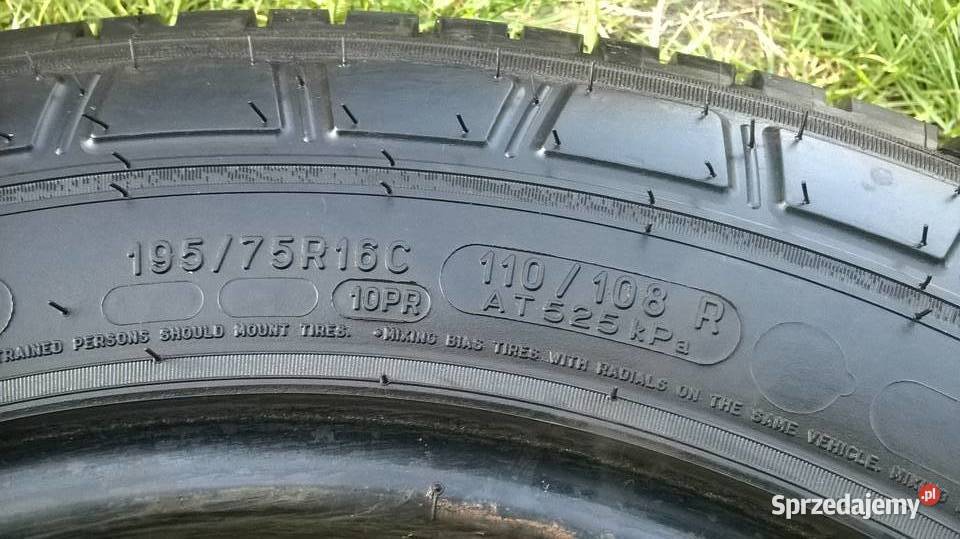 195/75R16C
10PR
110/108 R
AT 525 kPa
TRAINED PERSONS SHOULD MOUNT TIRES. *MIXING BIAS TIRES WITH RADIALS ON THE SAME VEHICLE.
Sprzedajemy.pl